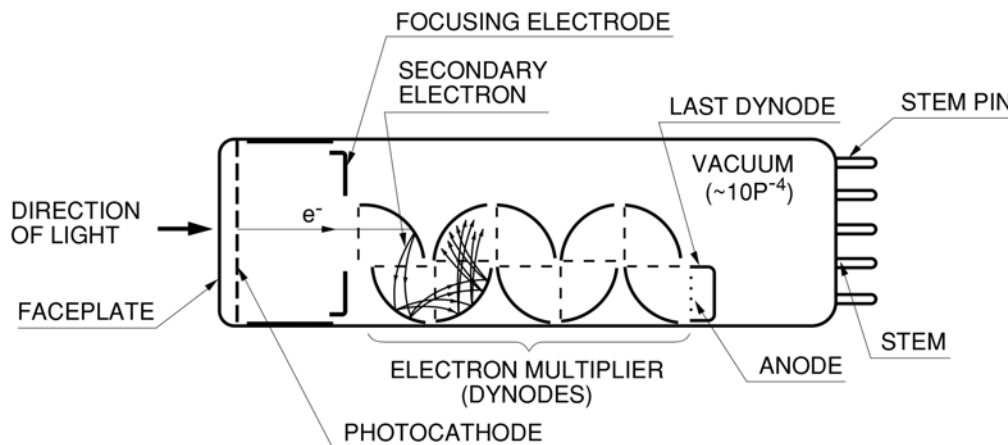 FOCUSING ELECTRODE
SECONDARY
ELECTRON
LAST DYNODE
STEM PIN
VACUUM
(~10P⁻⁴)
DIRECTION
OF LIGHT
e⁻
FACEPLATE
STEM
ANODE
ELECTRON MULTIPLIER
(DYNODES)
PHOTOCATHODE